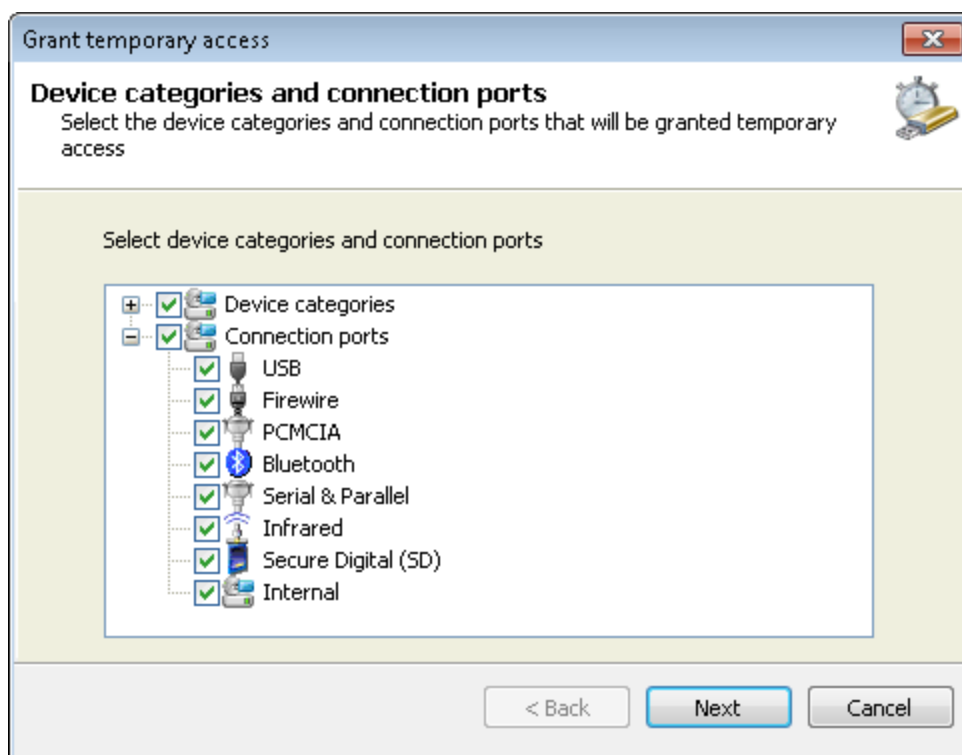 Grant temporary access
Device categories and connection ports
Select the device categories and connection ports that will be granted temporary
access
Select device categories and connection ports
Device categories
Connection ports
USB
Firewire
PCMCIA
Bluetooth
Serial & Parallel
Infrared
Secure Digital (SD)
Internal
< Back Next Cancel